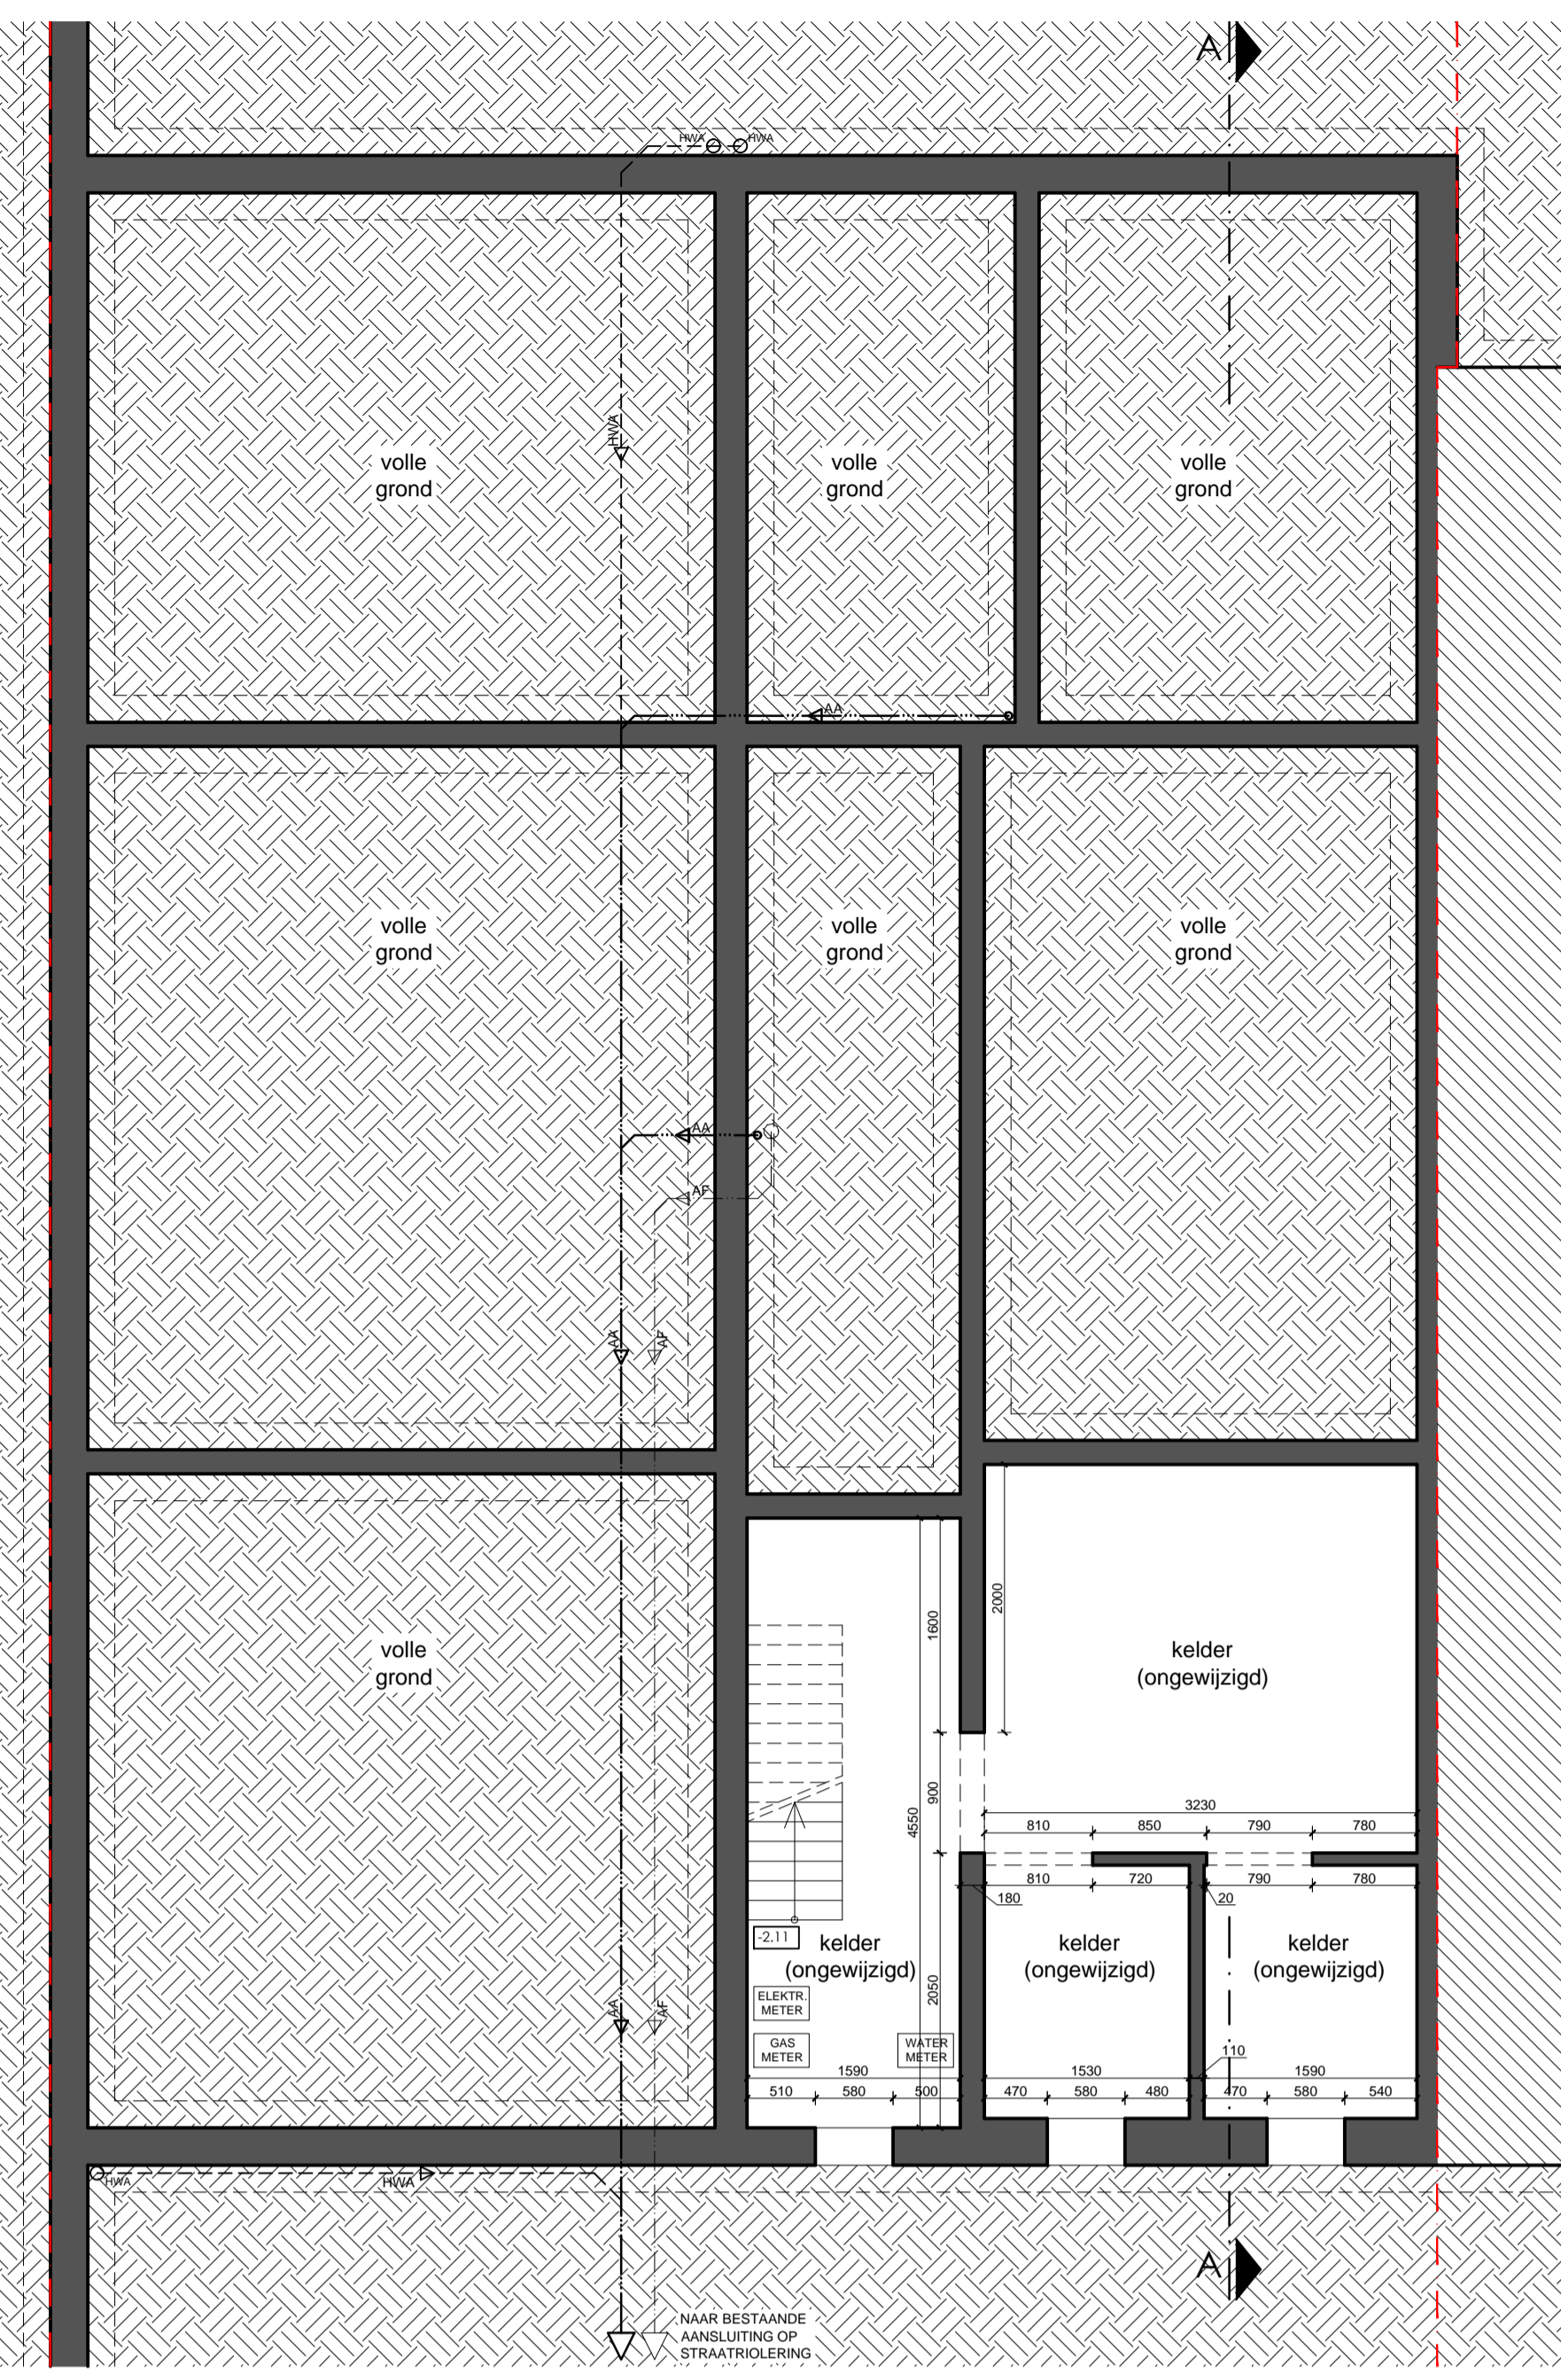 A
HWA
HWA
HWA
volle
grond
volle
grond
volle
grond
AA
volle
grond
volle
grond
volle
grond
AA
AF
AA
AF
volle
grond
kelder
(ongewijzigd)
2000
1600
900
4550
2050
3230
810
850
790
780
810
720
790
780
180
20
-2.11
kelder
(ongewijzigd)
kelder
(ongewijzigd)
kelder
(ongewijzigd)
ELEKTR.
METER
GAS
METER
WATER
METER
AA
AF
110
1590
1530
1590
510
580
500
470
580
480
470
580
540
HWA
HWA
A
NAAR BESTAANDE
AANSLUITING OP
STRAATRIOLERING